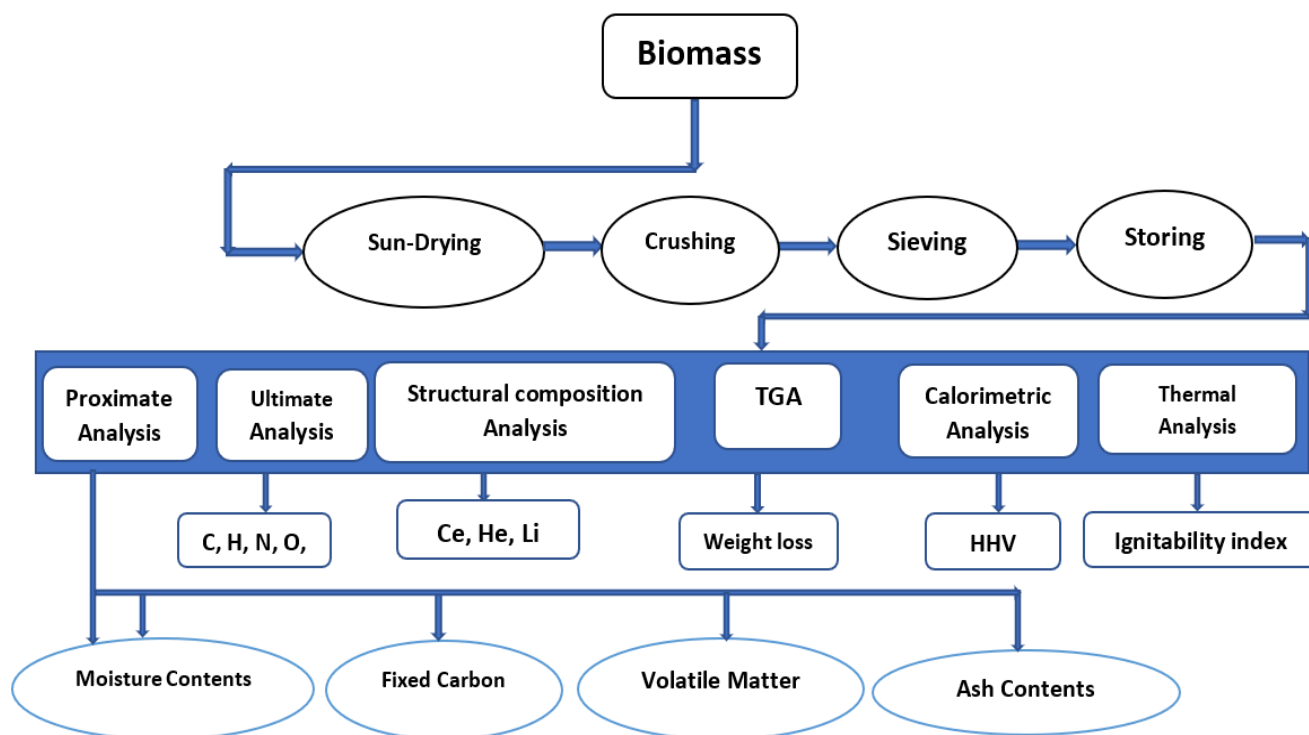 Biomass
Sun-Drying
Crushing
Sieving
Storing
Proximate
Analysis
Ultimate
Analysis
Structural composition
Analysis
TGA
Calorimetric
Analysis
Thermal
Analysis
C, H, N, O,
Ce, He, Li
Weight loss
HHV
Ignitability index
Moisture Contents
Fixed Carbon
Volatile Matter
Ash Contents